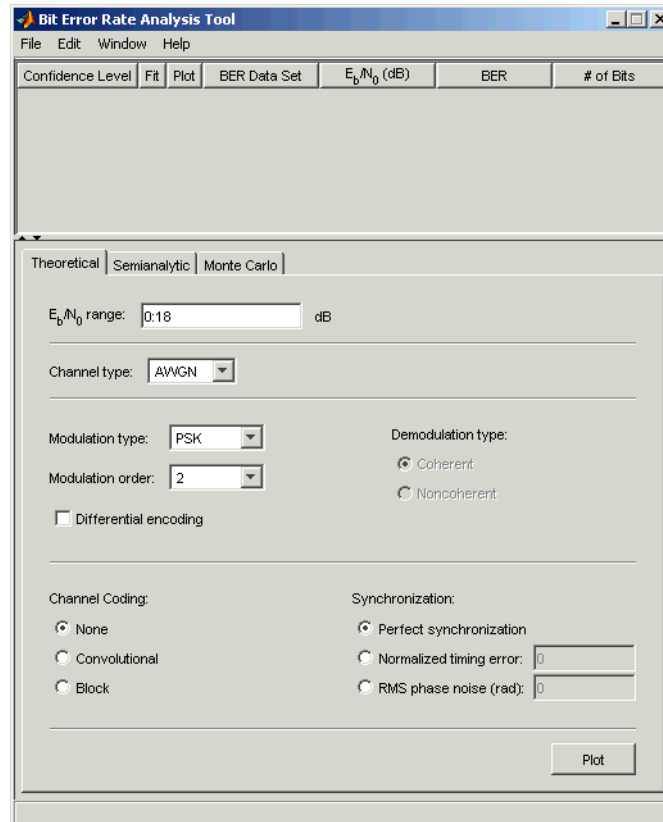 Bit Error Rate Analysis Tool
File Edit Window Help
Confidence Level Fit Plot BER Data Set Eb/N0 (dB) BER # of Bits
Theoretical Semianalytic Monte Carlo
Eb/N0 range: 0:18 dB
Channel type: AWGN
Modulation type: PSK
Demodulation type:
Coherent
Modulation order: 2
Noncoherent
Differential encoding
Channel Coding: Synchronization:
None Perfect synchronization
Convolutional Normalized timing error: 0
Block RMS phase noise (rad): 0
Plot